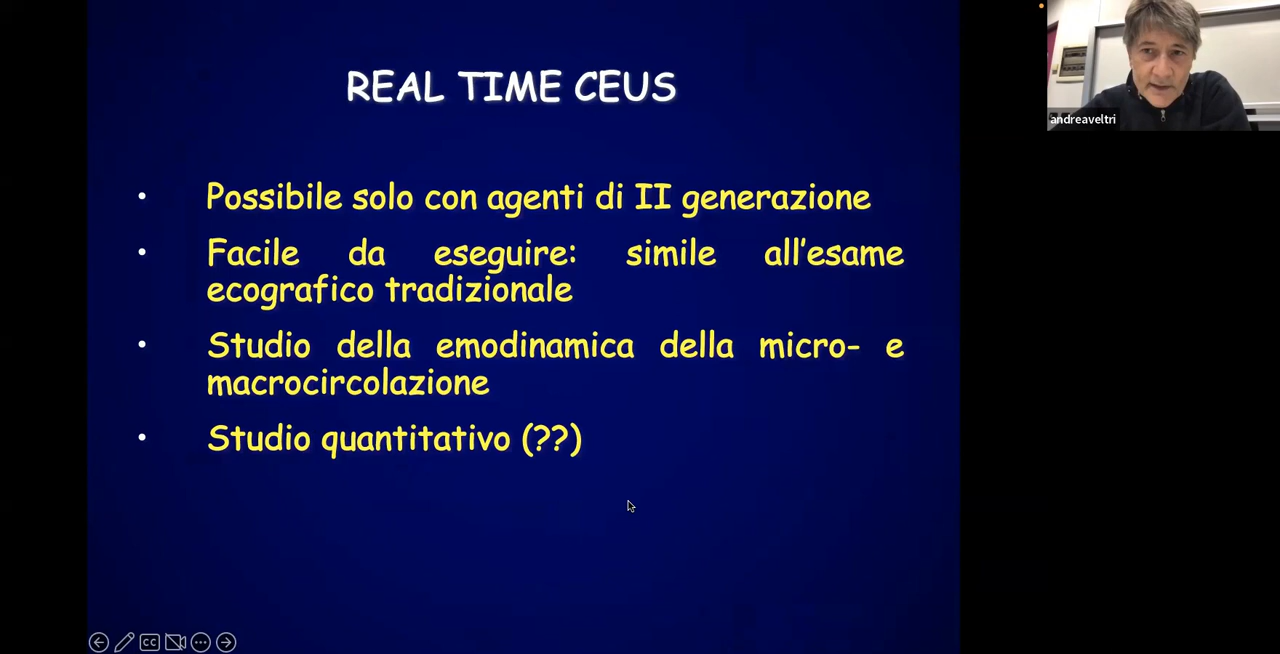 REAL TIME CEUS
andreaveltri
• Possibile solo con agenti di II generazione
• Facile da eseguire: simile all'esame
ecografico tradizionale
• Studio della emodinamica della micro- e
macrocircolazione
• Studio quantitativo (??)
CC